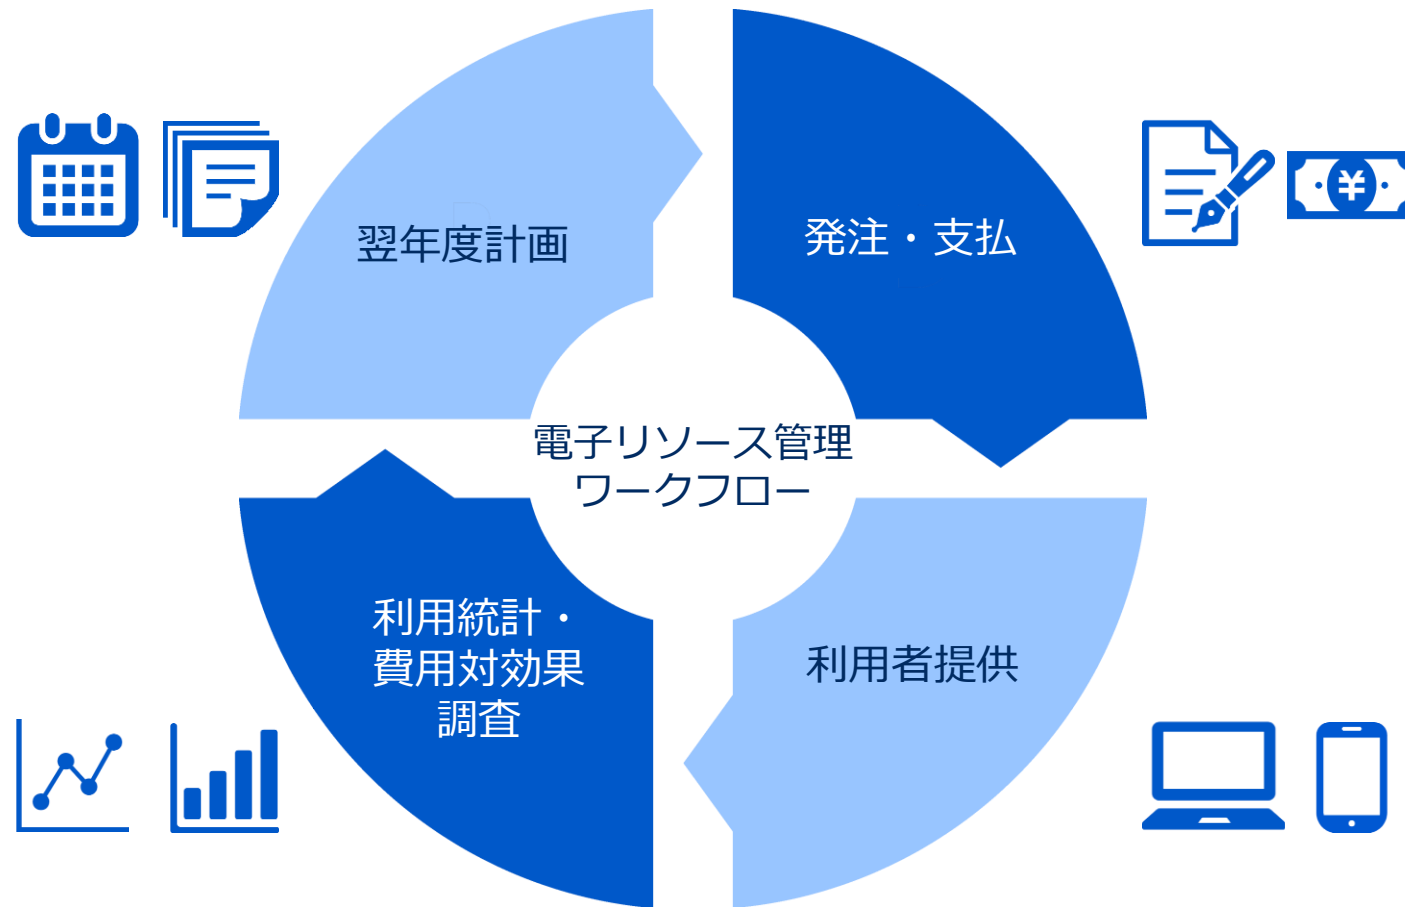 翌年度計画
発注・支払
電子リソース管理
ワークフロー
利用統計・
費用対効果
調査
利用者提供
¥